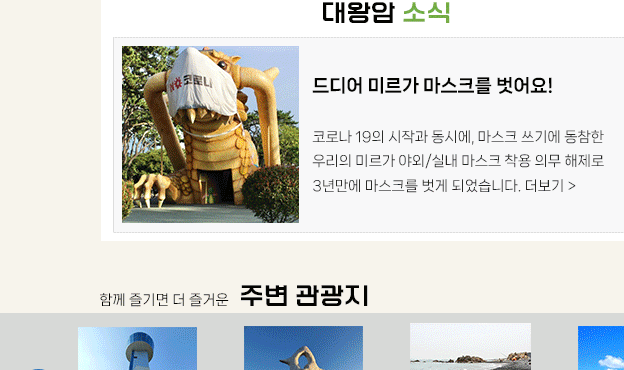 대왕암 소식
NO 코로나
드디어 미르가 마스크를 벗어요!
코로나 19의 시작과 동시에, 마스크 쓰기에 동참한
우리의 미르가 야외/실내 마스크 착용 의무 해제로
3년만에 마스크를 벗게 되었습니다. 더보기 >
함께 즐기면 더 즐거운 주변 관광지